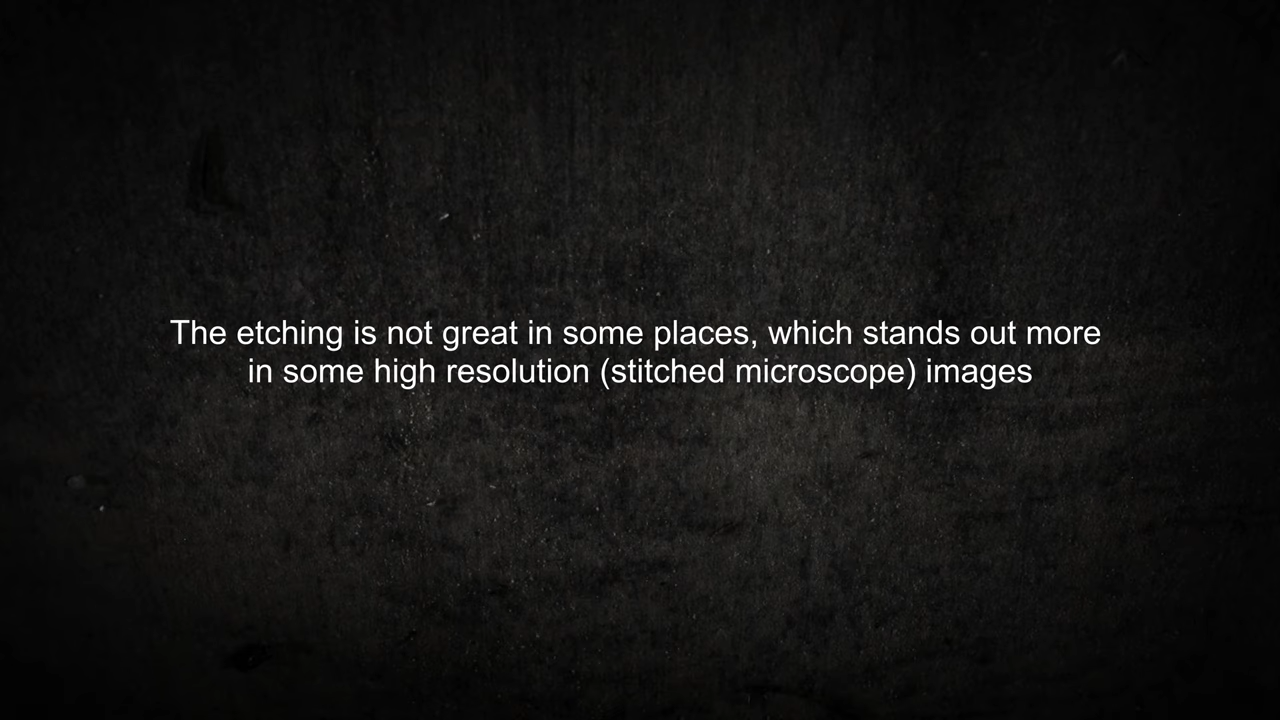 The etching is not great in some places, which stands out more
in some high resolution (stitched microscope) images